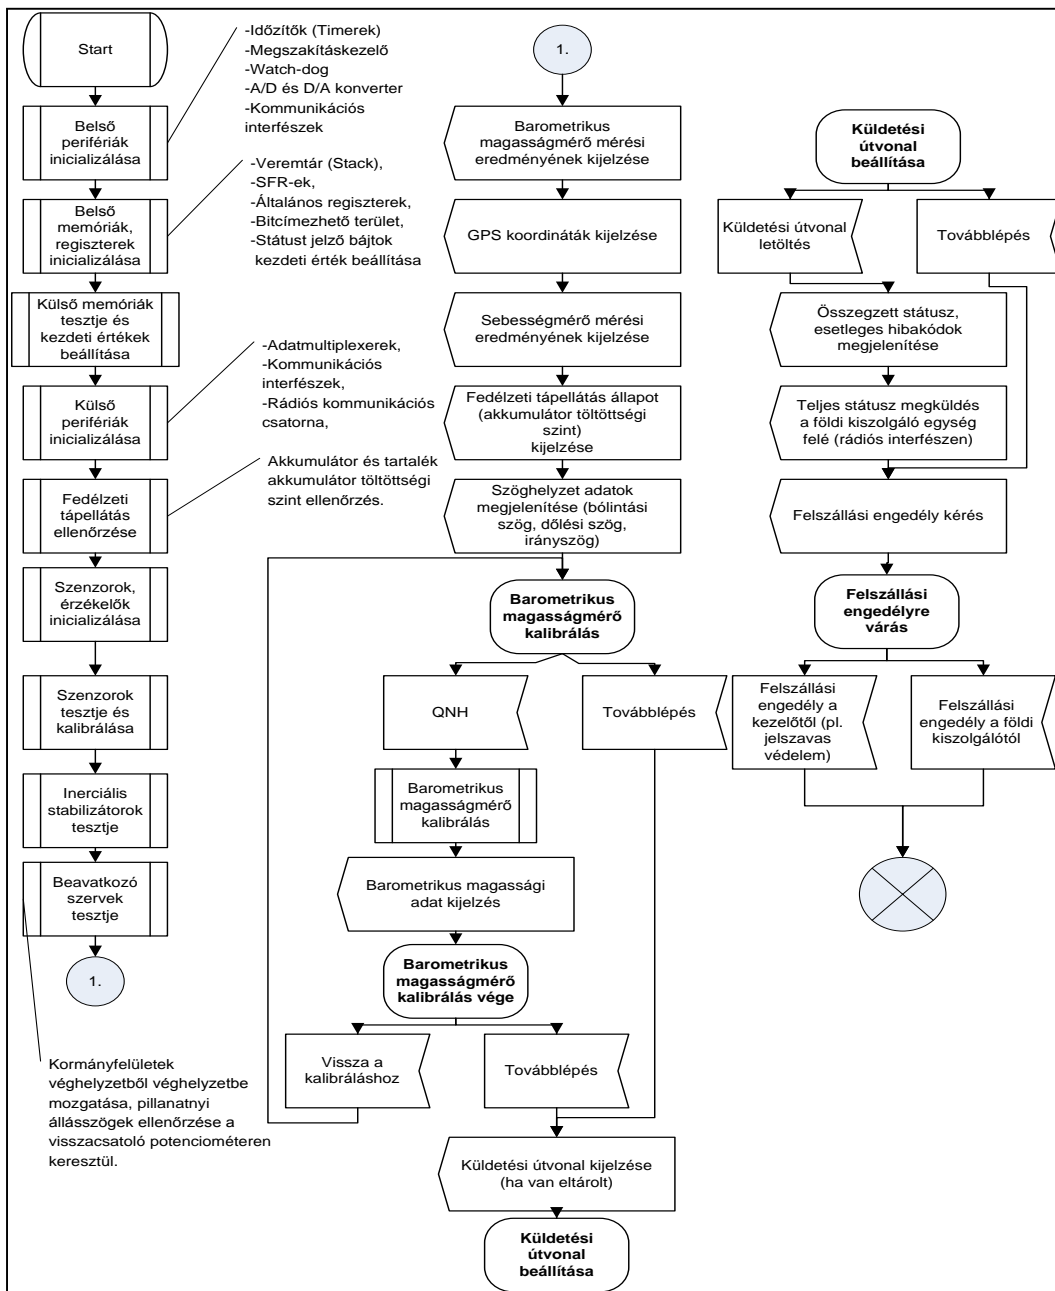 Start
Belső
perifériák
inicializálása
Belső
memóriák,
regiszterek
inicializálása
Külső memóriák
tesztje és
kezdeti értékek
beállítása
Külső
perifériák
inicializálása
Fedélzeti
tápellátás
ellenőrzése
Szenzorok,
érzékelők
inicializálása
Szenzorok
tesztje és
kalibrálása
Inerciális
stabilizátorok
tesztje
Beavatkozó
szervek
tesztje
1.
-Időzítők (Timerek)
-Megszakításkezelő
-Watch-dog
-A/D és D/A konverter
-Kommunikációs
interfészek
-Veremtár (Stack),
-SFR-ek,
-Általános regiszterek,
-Bitcímezhető terület,
-Státust jelző bájtok
kezdeti érték beállítása
-Adatmultiplexerek,
-Kommunikációs
interfészek,
-Rádiós kommunikációs
csatorna,
Akkumulátor és tartalék
akkumulátor töltöttségi
szint ellenőrzés.
Kormányfelületek
véghelyzetből véghelyzetbe
mozgatása, pillanatnyi
állásszögek ellenőrzése a
visszacsatoló potenciométeren
keresztül.
1.
Barometrikus
magasságmérő mérési
eredményének kijelzése
GPS koordináták kijelzése
Sebességmérő mérési
eredményének kijelzése
Fedélzeti tápellátás állapot
(akkumulátor töltöttségi
szint)
kijelzése
Szöghelyzet adatok
megjelenítése (bólintási
szög, dőlési szög,
irányszög)
Barometrikus
magasságmérő
kalibrálás
QNH
Továbblépés
Barometrikus
magasságmérő
kalibrálás
Barometrikus magassági
adat kijelzés
Barometrikus
magasságmérő
kalibrálás vége
Vissza a
kalibráláshoz
Továbblépés
Küldetési útvonal kijelzése
(ha van eltárolt)
Küldetési
útvonal
beállítása
Küldetési
útvonal
beállítása
Küldetési útvonal
letöltés
Továbblépés
Összegzett státusz,
esetleges hibakódok
megjelenítése
Teljes státusz megküldés
a földi kiszolgáló egység
felé (rádiós interfészen)
Felszállási engedély kérés
Felszállási
engedélyre
várás
Felszállási
engedély a
kezelőtől (pl.
jelszavas
védelem)
Felszállási
engedély a földi
kiszolgálótól